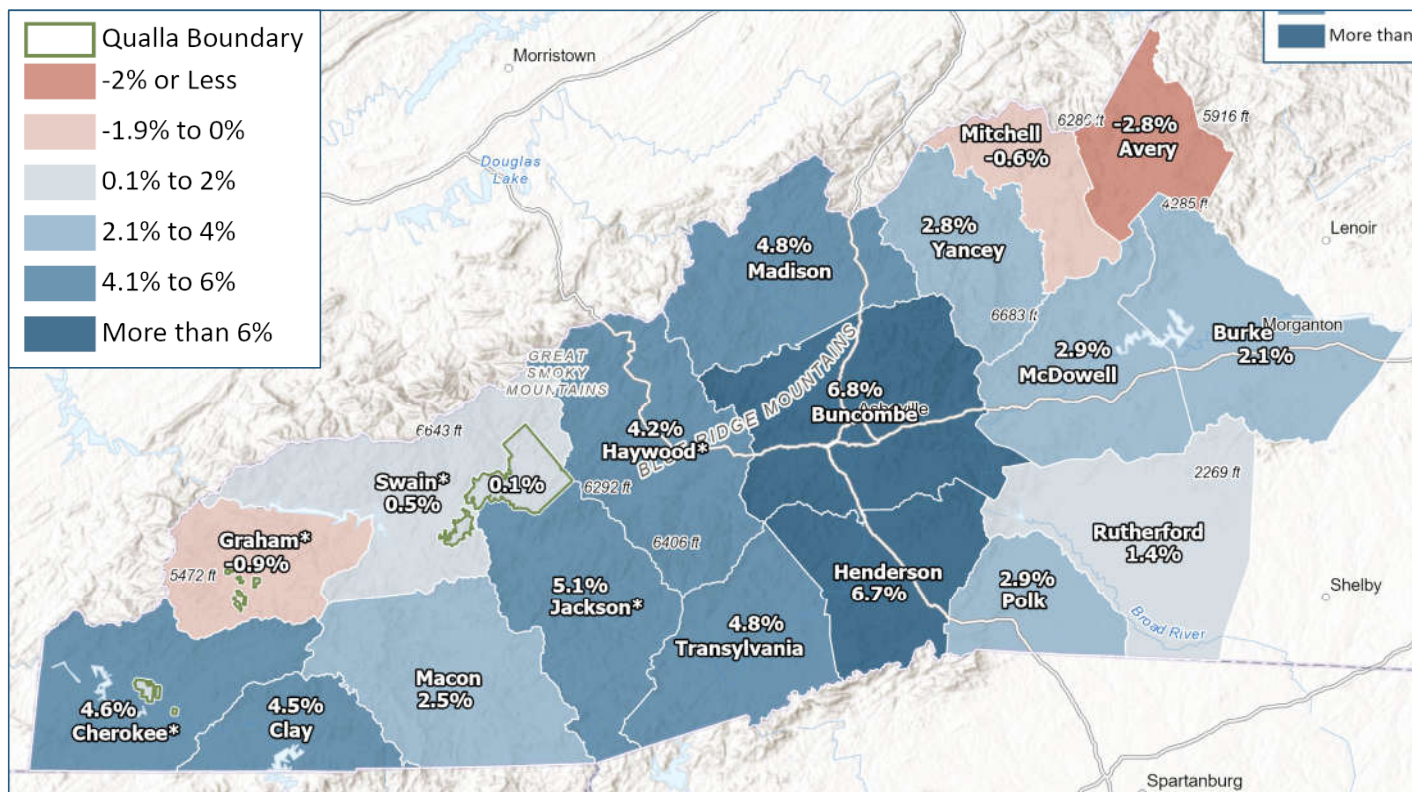 Qualla Boundary
-2% or Less
-1.9% to 0%
0.1% to 2%
2.1% to 4%
4.1% to 6%
More than 6%
More than
Morristown
Douglas
Lake
Mitchell
-0.6%
6286 ft
-2.8%
Avery
5916 ft
4285 ft
Lenoir
2.8%
Yancey
4.8%
Madison
6683 ft
2.9%
McDowell
Burke
Morganton
2.1%
GREAT
SMOKY
MOUNTAINS
6.8%
Asheville
Buncombe
BLUE RIDGE MOUNTAINS
4.2%
Haywood*
6643 ft
Swain*
0.5%
0.1%
6292 ft
2269 ft
Rutherford
1.4%
Graham*
-0.9%
5472 ft
6406 ft
5.1%
Jackson*
Henderson
6.7%
2.9%
Polk
Shelby
Broad River
4.8%
Transylvania
Macon
2.5%
4.6%
Cherokee*
4.5%
Clay
Spartanburg